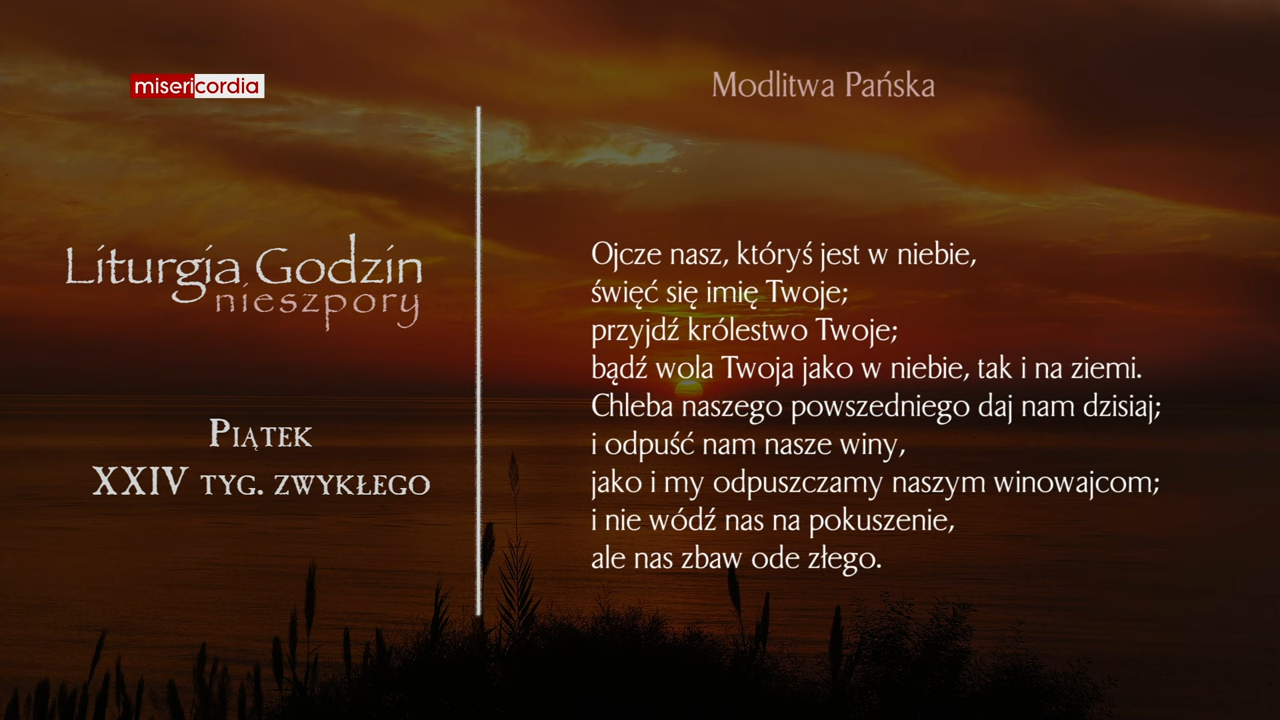 misericordia
Liturgia Godzin
nieszpory
Piątek
XXIV tyg. zwykłego
Modlitwa Pańska
Ojcze nasz, któryś jest w niebie,
święć się imię Twoje;
przyjdź królestwo Twoje;
bądź wola Twoja jako w niebie, tak i na ziemi.
Chleba naszego powszedniego daj nam dzisiaj;
i odpuść nam nasze winy,
jako i my odpuszczamy naszym winowajcom;
i nie wódź nas na pokuszenie,
ale nas zbaw ode złego.